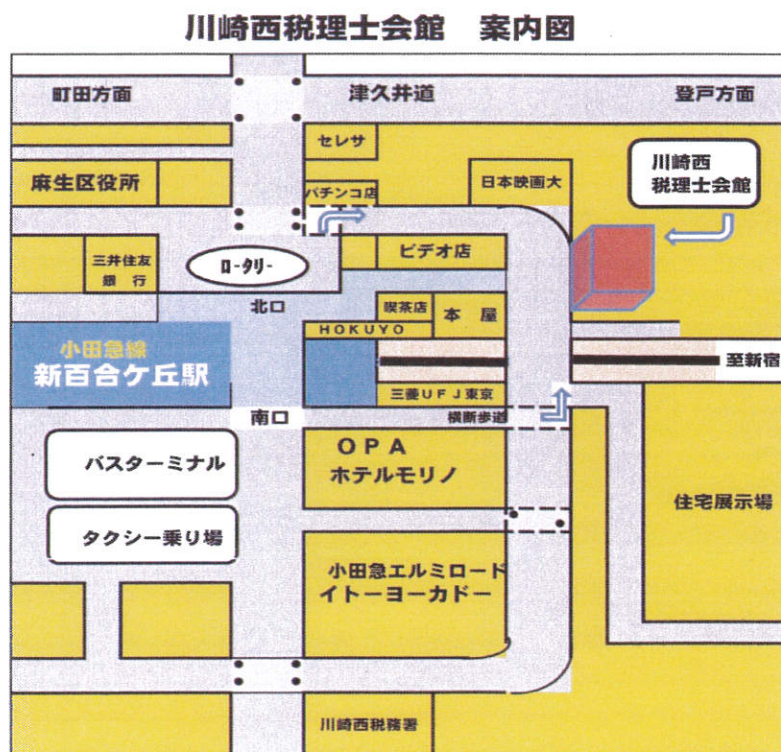 川崎西税理士会館 案内図
町田方面
津久井道
登戸方面
セレサ
川崎西
税理士会館
麻生区役所
パチンコ店
日本映画大
三井住友
銀 行
ロータリー
ビデオ店
北口
喫茶店
本 屋
HOKUYO
小田急線
新百合ケ丘駅
至新宿
三菱UFJ東京
南口
横断歩道
バスターミナル
OPA
ホテルモリノ
タクシー乗り場
住宅展示場
小田急エルミロード
イトーヨーカドー
川崎西税務署